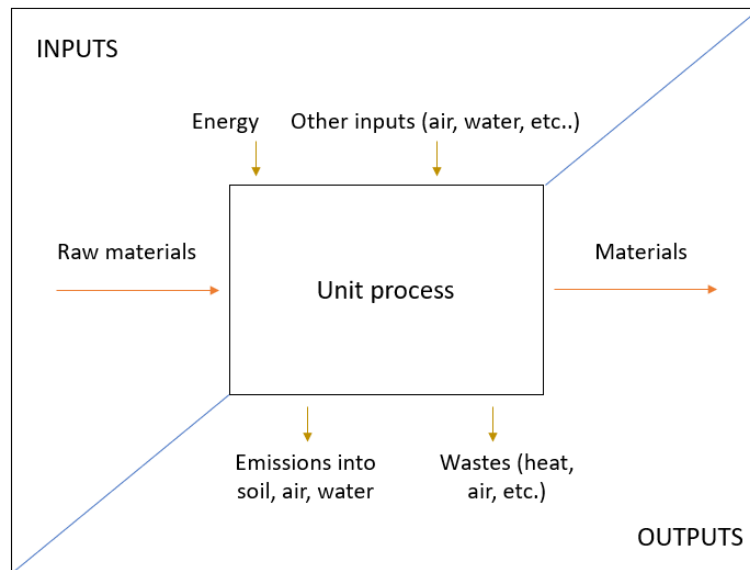 INPUTS
Energy
Other inputs (air, water, etc..)
Raw materials
Materials
Unit process
Emissions into
soil, air, water
Wastes (heat,
air, etc.)
OUTPUTS